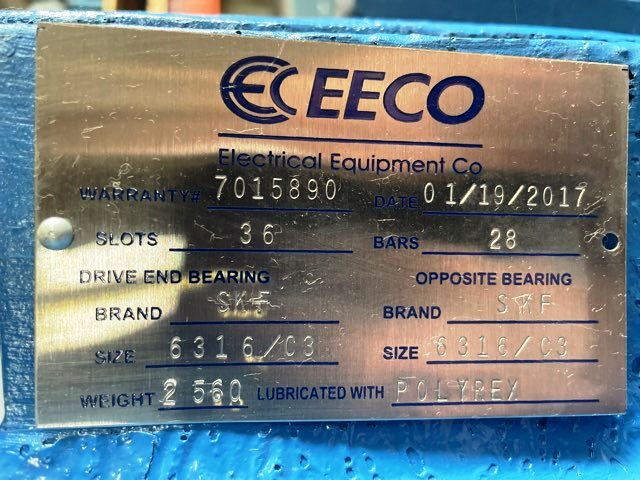 EC EECO
Electrical Equipment Co
WARRANTY# 7015890 DATE 01/19/2017
SLOTS 36 BARS 28
DRIVE END BEARING OPPOSITE BEARING
BRAND SKF BRAND SKF
SIZE 6316/C3 SIZE 6316/C3
WEIGHT 2560 LUBRICATED WITH POLYREX